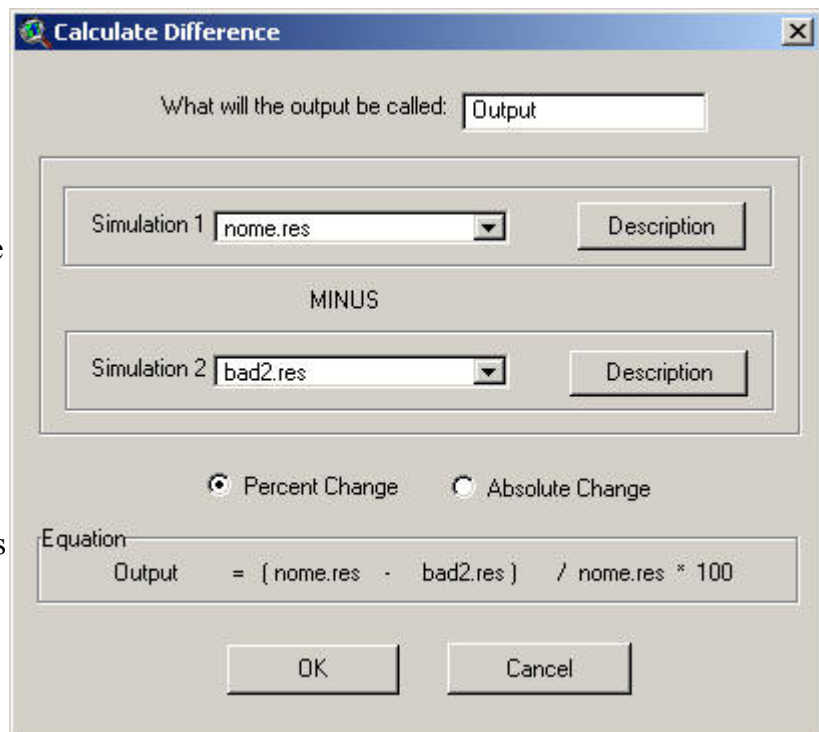 Calculate Difference
What will the output be called: Output
Simulation 1 nome.res Description
e
MINUS
Simulation 2 bad2.res Description
Percent Change Absolute Change
s
Equation
Output = ( nome.res - bad2.res ) / nome.res * 100
OK Cancel